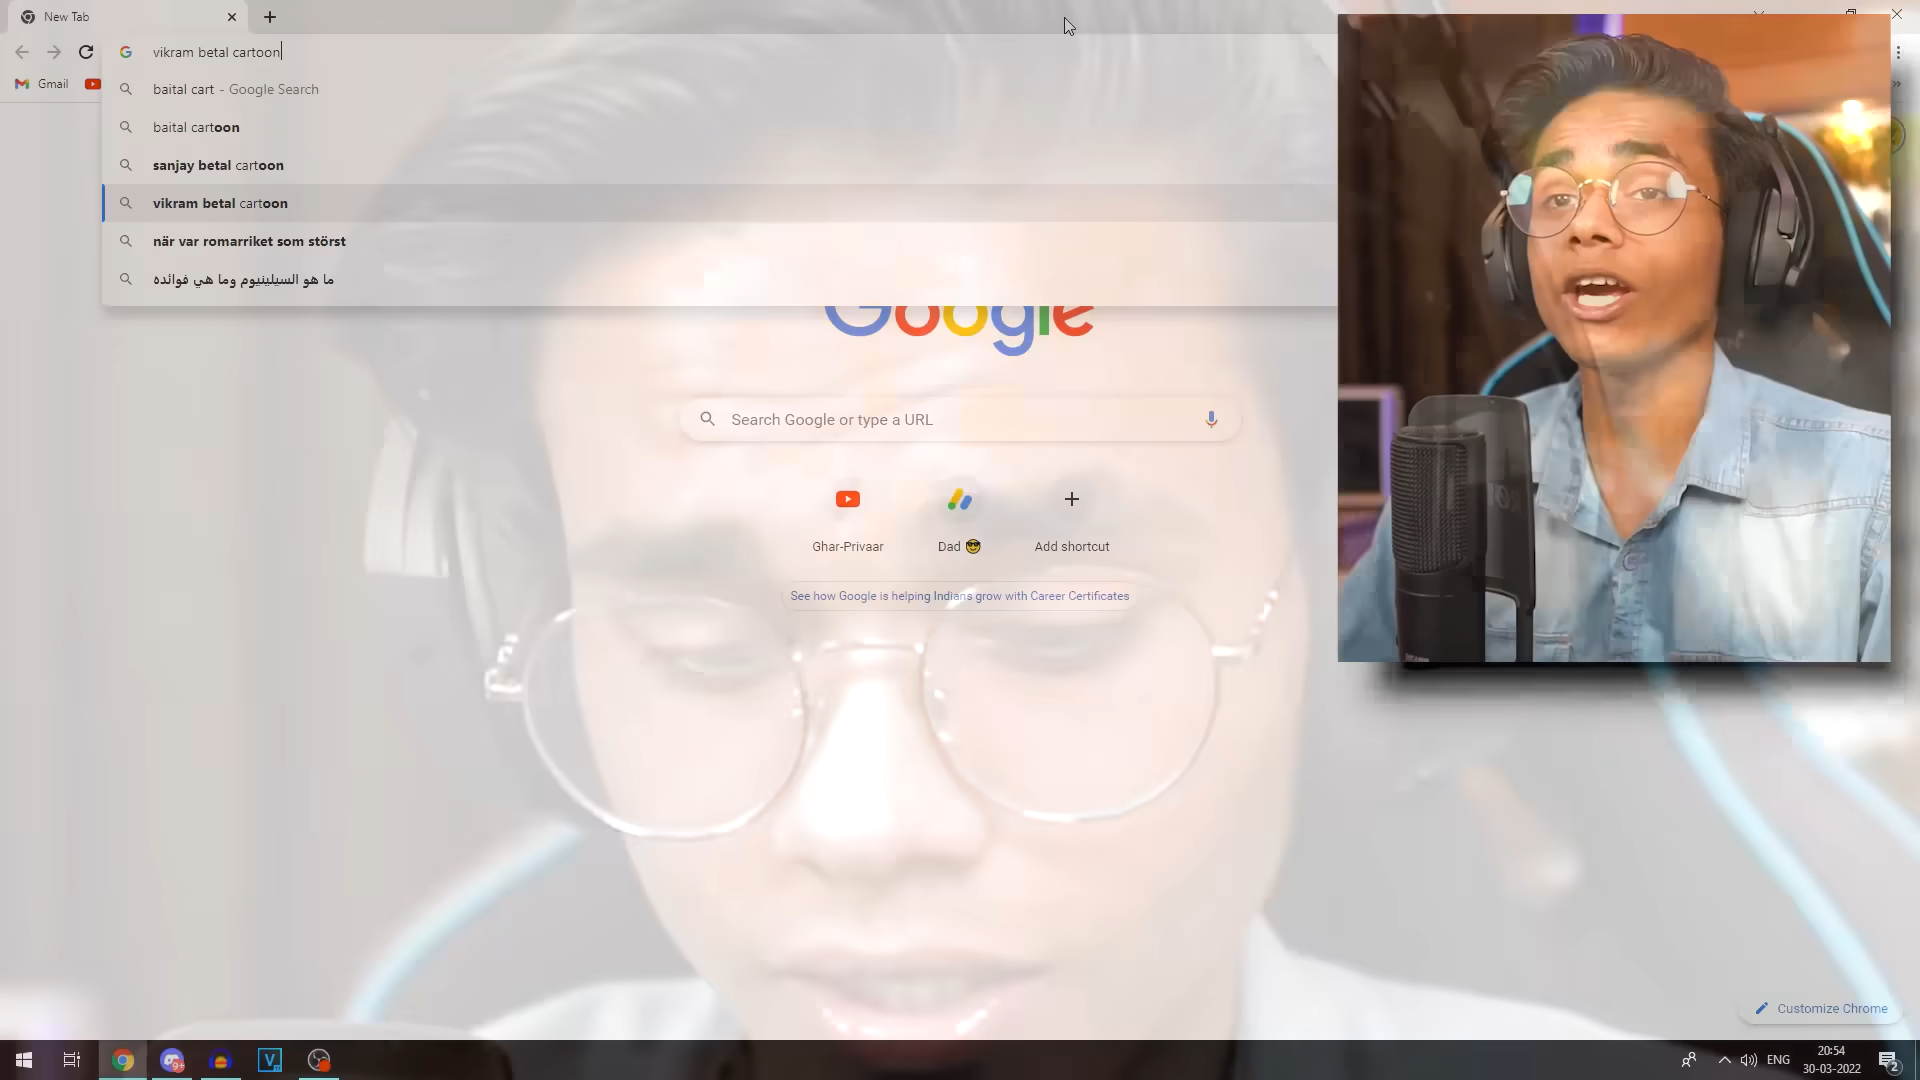 New Tab
vikram betal cartoon
Gmail
baital cart - Google Search
baital cartoon
sanjay betal cartoon
vikram betal cartoon
när var romarriket som störst
ما هو السيلينيوم وما هي فوائده
Google
Search Google or type a URL
Ghar-Privaar
Dad 😎
Add shortcut
See how Google is helping Indians grow with Career Certificates
Customize Chrome
9+
V
ENG
20:54
30-03-2022
2